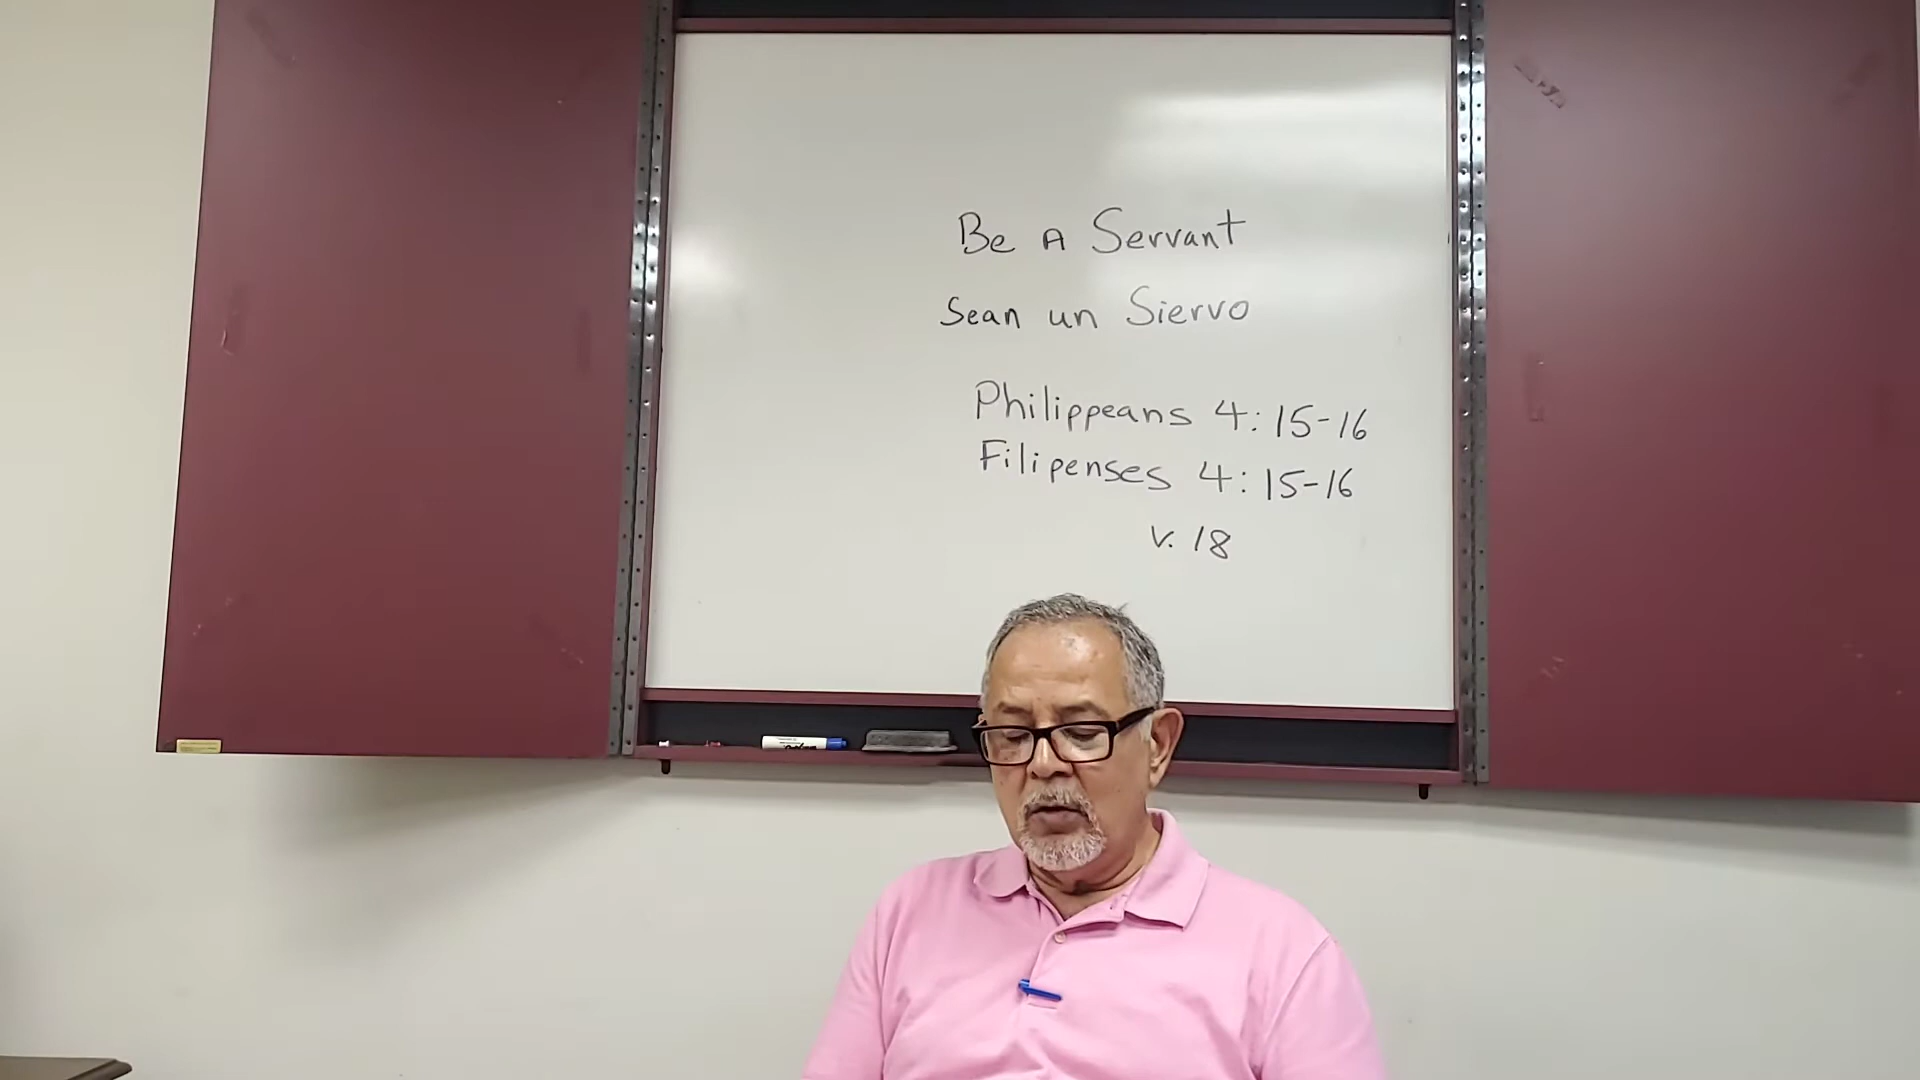 Be A Servant
Sean un Siervo
Philippeans 4:15-16
Filipenses 4:15-16
v. 18